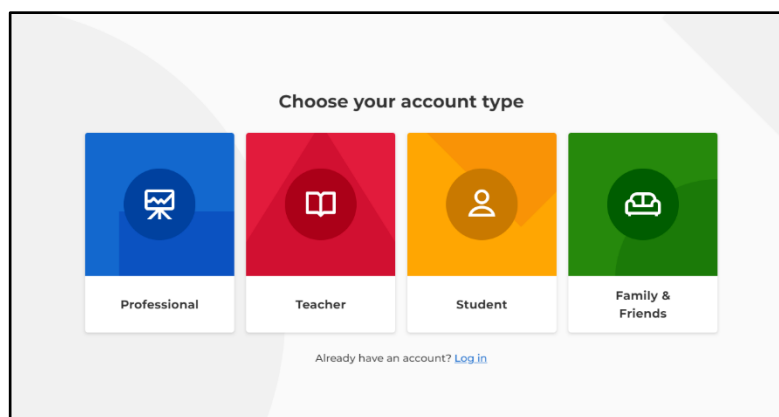 Choose your account type
Professional
Teacher
Student
Family &
Friends
Already have an account? Log in